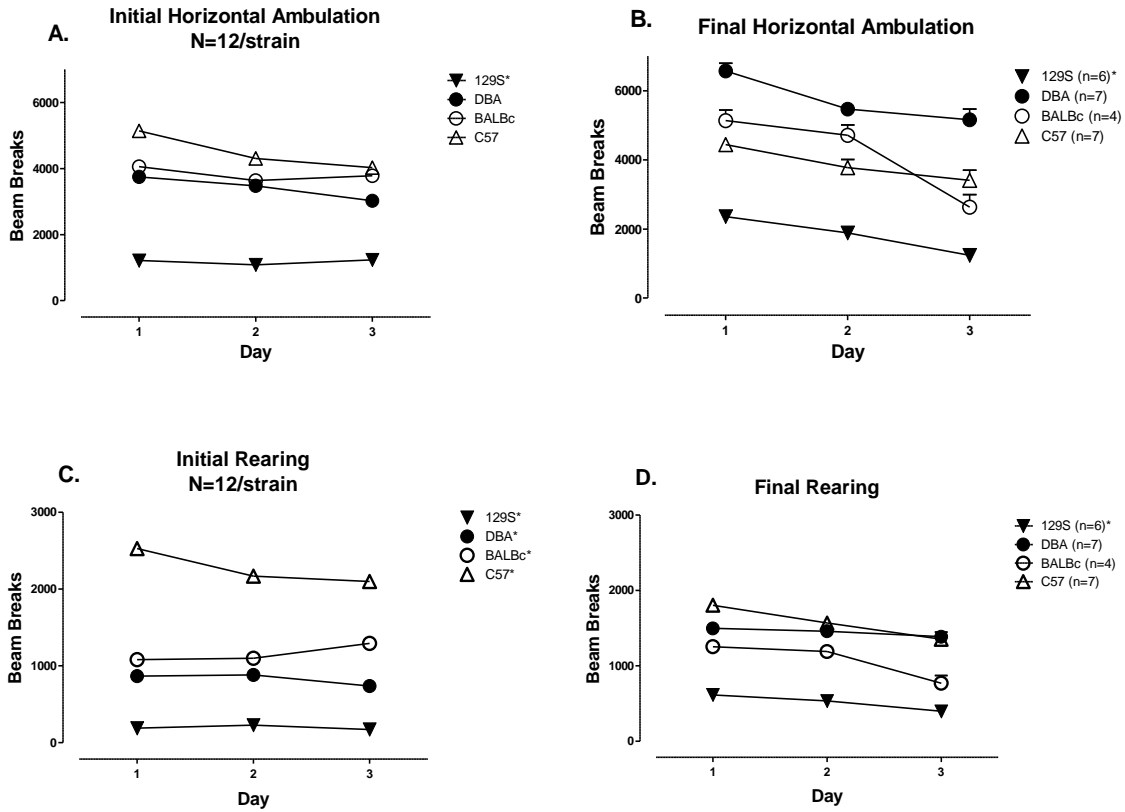 A.
Initial Horizontal Ambulation
N=12/strain
Beam Breaks
6000
4000
2000
0
1
2
3
Day
129S*
DBA
BALBc
C57
B.
Final Horizontal Ambulation
Beam Breaks
6000
4000
2000
0
1
2
3
Day
129S (n=6)*
DBA (n=7)
BALBc (n=4)
C57 (n=7)
C.
Initial Rearing
N=12/strain
Beam Breaks
3000
2000
1000
0
1
2
3
Day
129S*
DBA*
BALBc*
C57*
D.
Final Rearing
Beam Breaks
3000
2000
1000
0
1
2
3
Day
129S (n=6)*
DBA (n=7)
BALBc (n=4)
C57 (n=7)